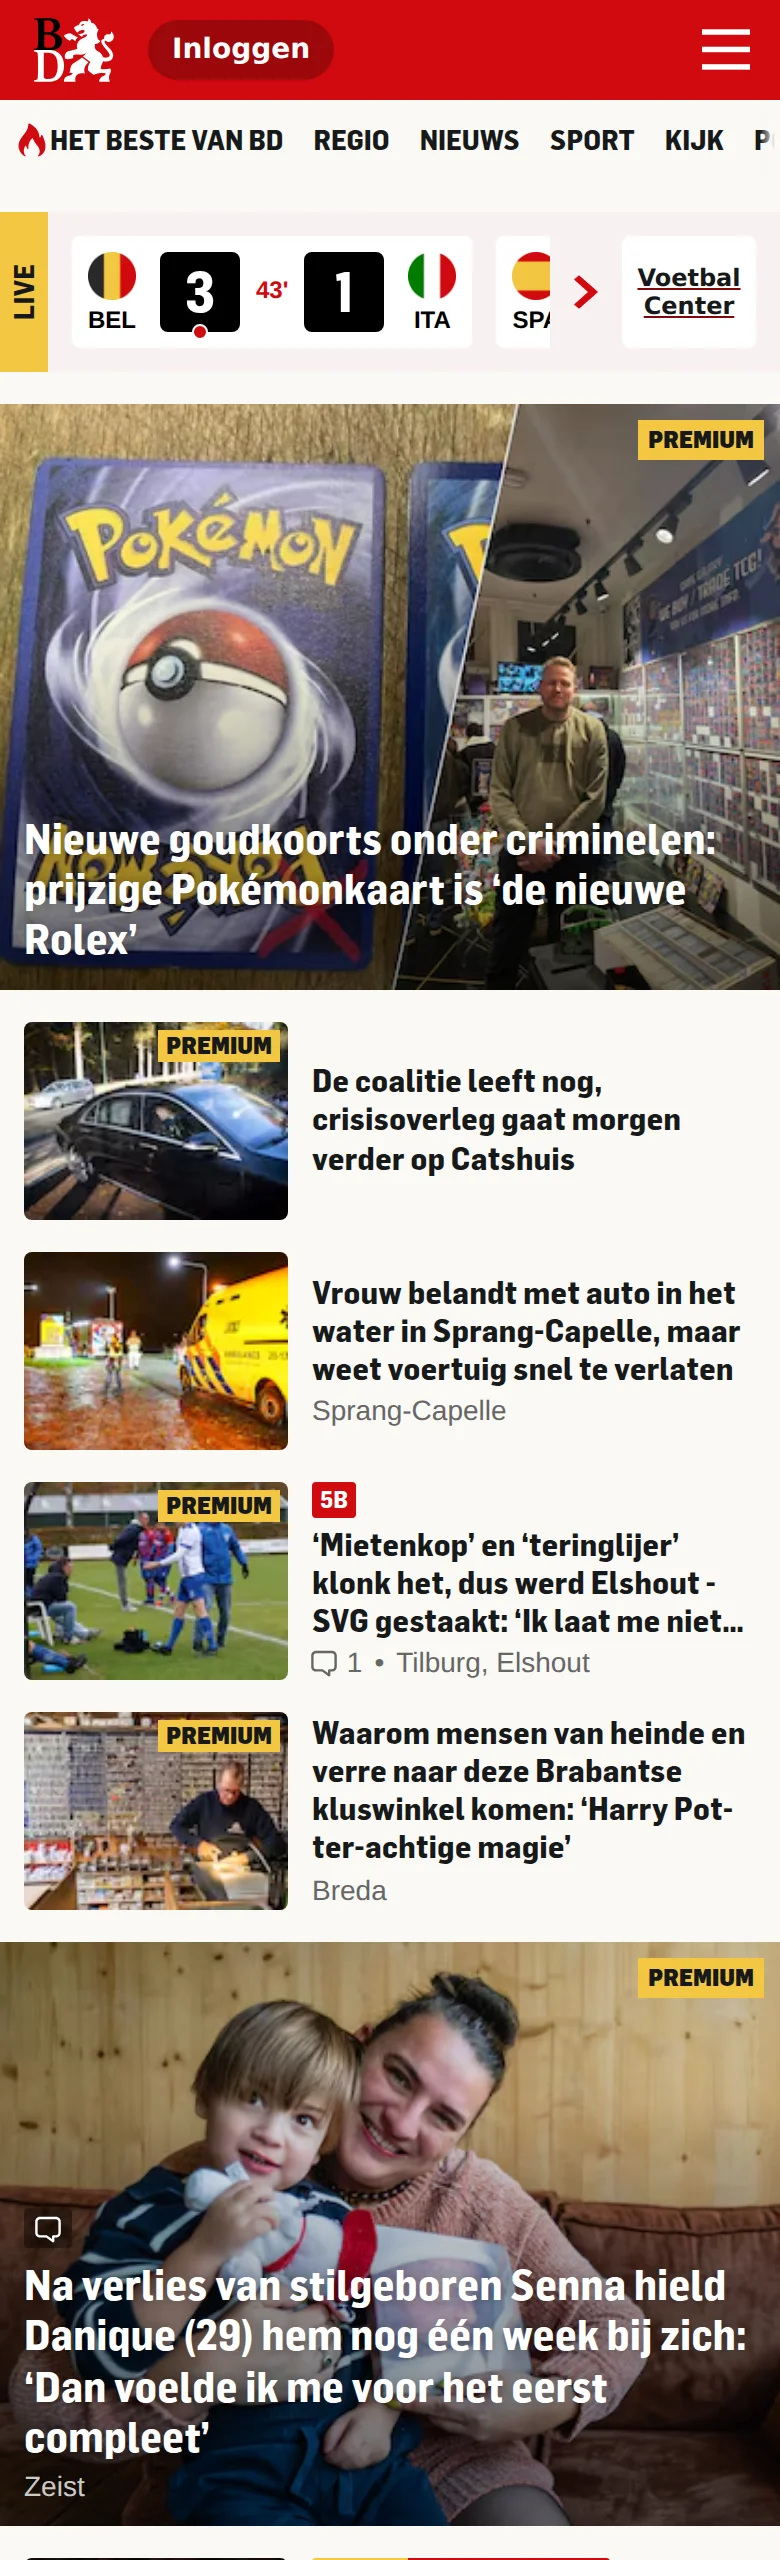 BD
Inloggen
HET BESTE VAN BD REGIO NIEUWS SPORT KIJK
LIVE
BEL 3 43' 1 ITA
Voetbal
Center
PREMIUM
POKéMON
WE BUY / TRADE TCG!
Nieuwe goudkoorts onder criminelen:
prijzige Pokémonkaart is ‘de nieuwe
Rolex’
PREMIUM
De coalitie leeft nog,
crisisoverleg gaat morgen
verder op Catshuis
Vrouw belandt met auto in het
water in Sprang-Capelle, maar
weet voertuig snel te verlaten
Sprang-Capelle
PREMIUM
5B
‘Mietenkop’ en ‘teringlijer’
klonk het, dus werd Elshout -
SVG gestaakt: ‘Ik laat me niet...
1 • Tilburg, Elshout
PREMIUM
Waarom mensen van heinde en
verre naar deze Brabantse
kluswinkel komen: ‘Harry Pot-
ter-achtige magie’
Breda
PREMIUM
Na verlies van stilgeboren Senna hield
Danique (29) hem nog één week bij zich:
‘Dan voelde ik me voor het eerst
compleet’
Zeist